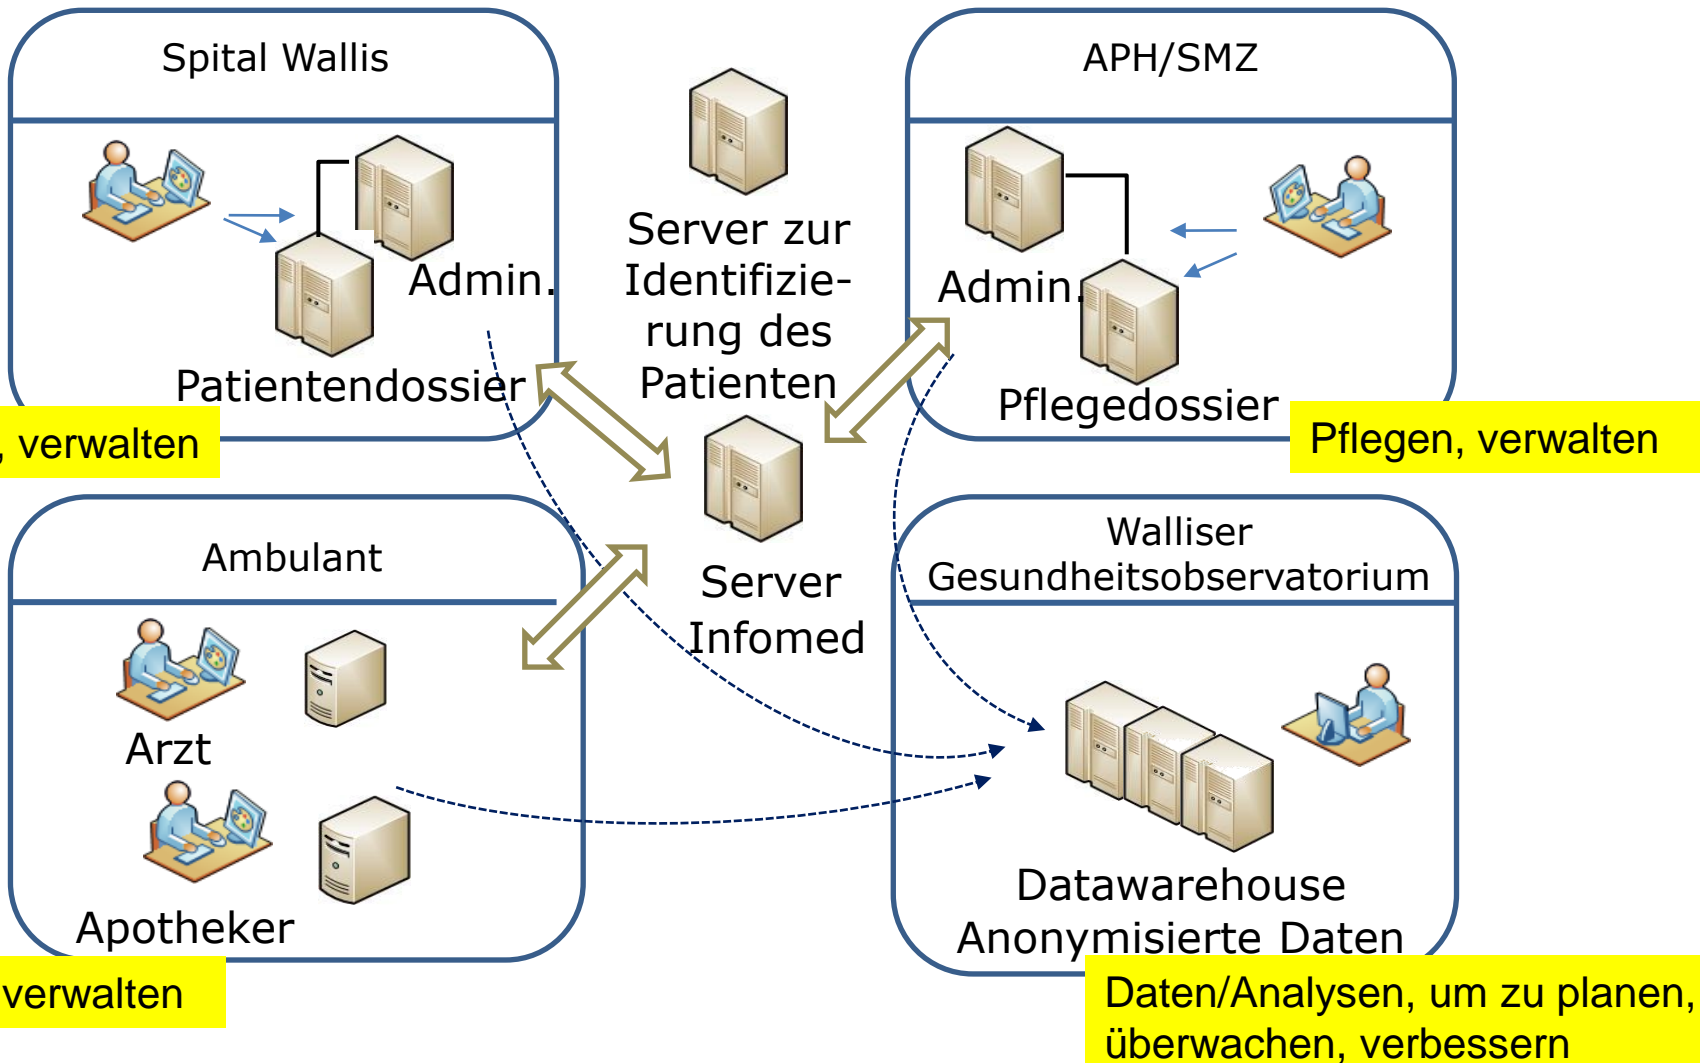 Spital Wallis
Admin.
Patientendossier
, verwalten
Server zur
Identifizie-
rung des
Patienten
Server
Infomed
APH/SMZ
Admin.
Pflegedossier
Pflegen, verwalten
Ambulant
Arzt
Apotheker
verwalten
Walliser
Gesundheitsobservatorium
Datawarehouse
Anonymisierte Daten
Daten/Analysen, um zu planen,
überwachen, verbessern